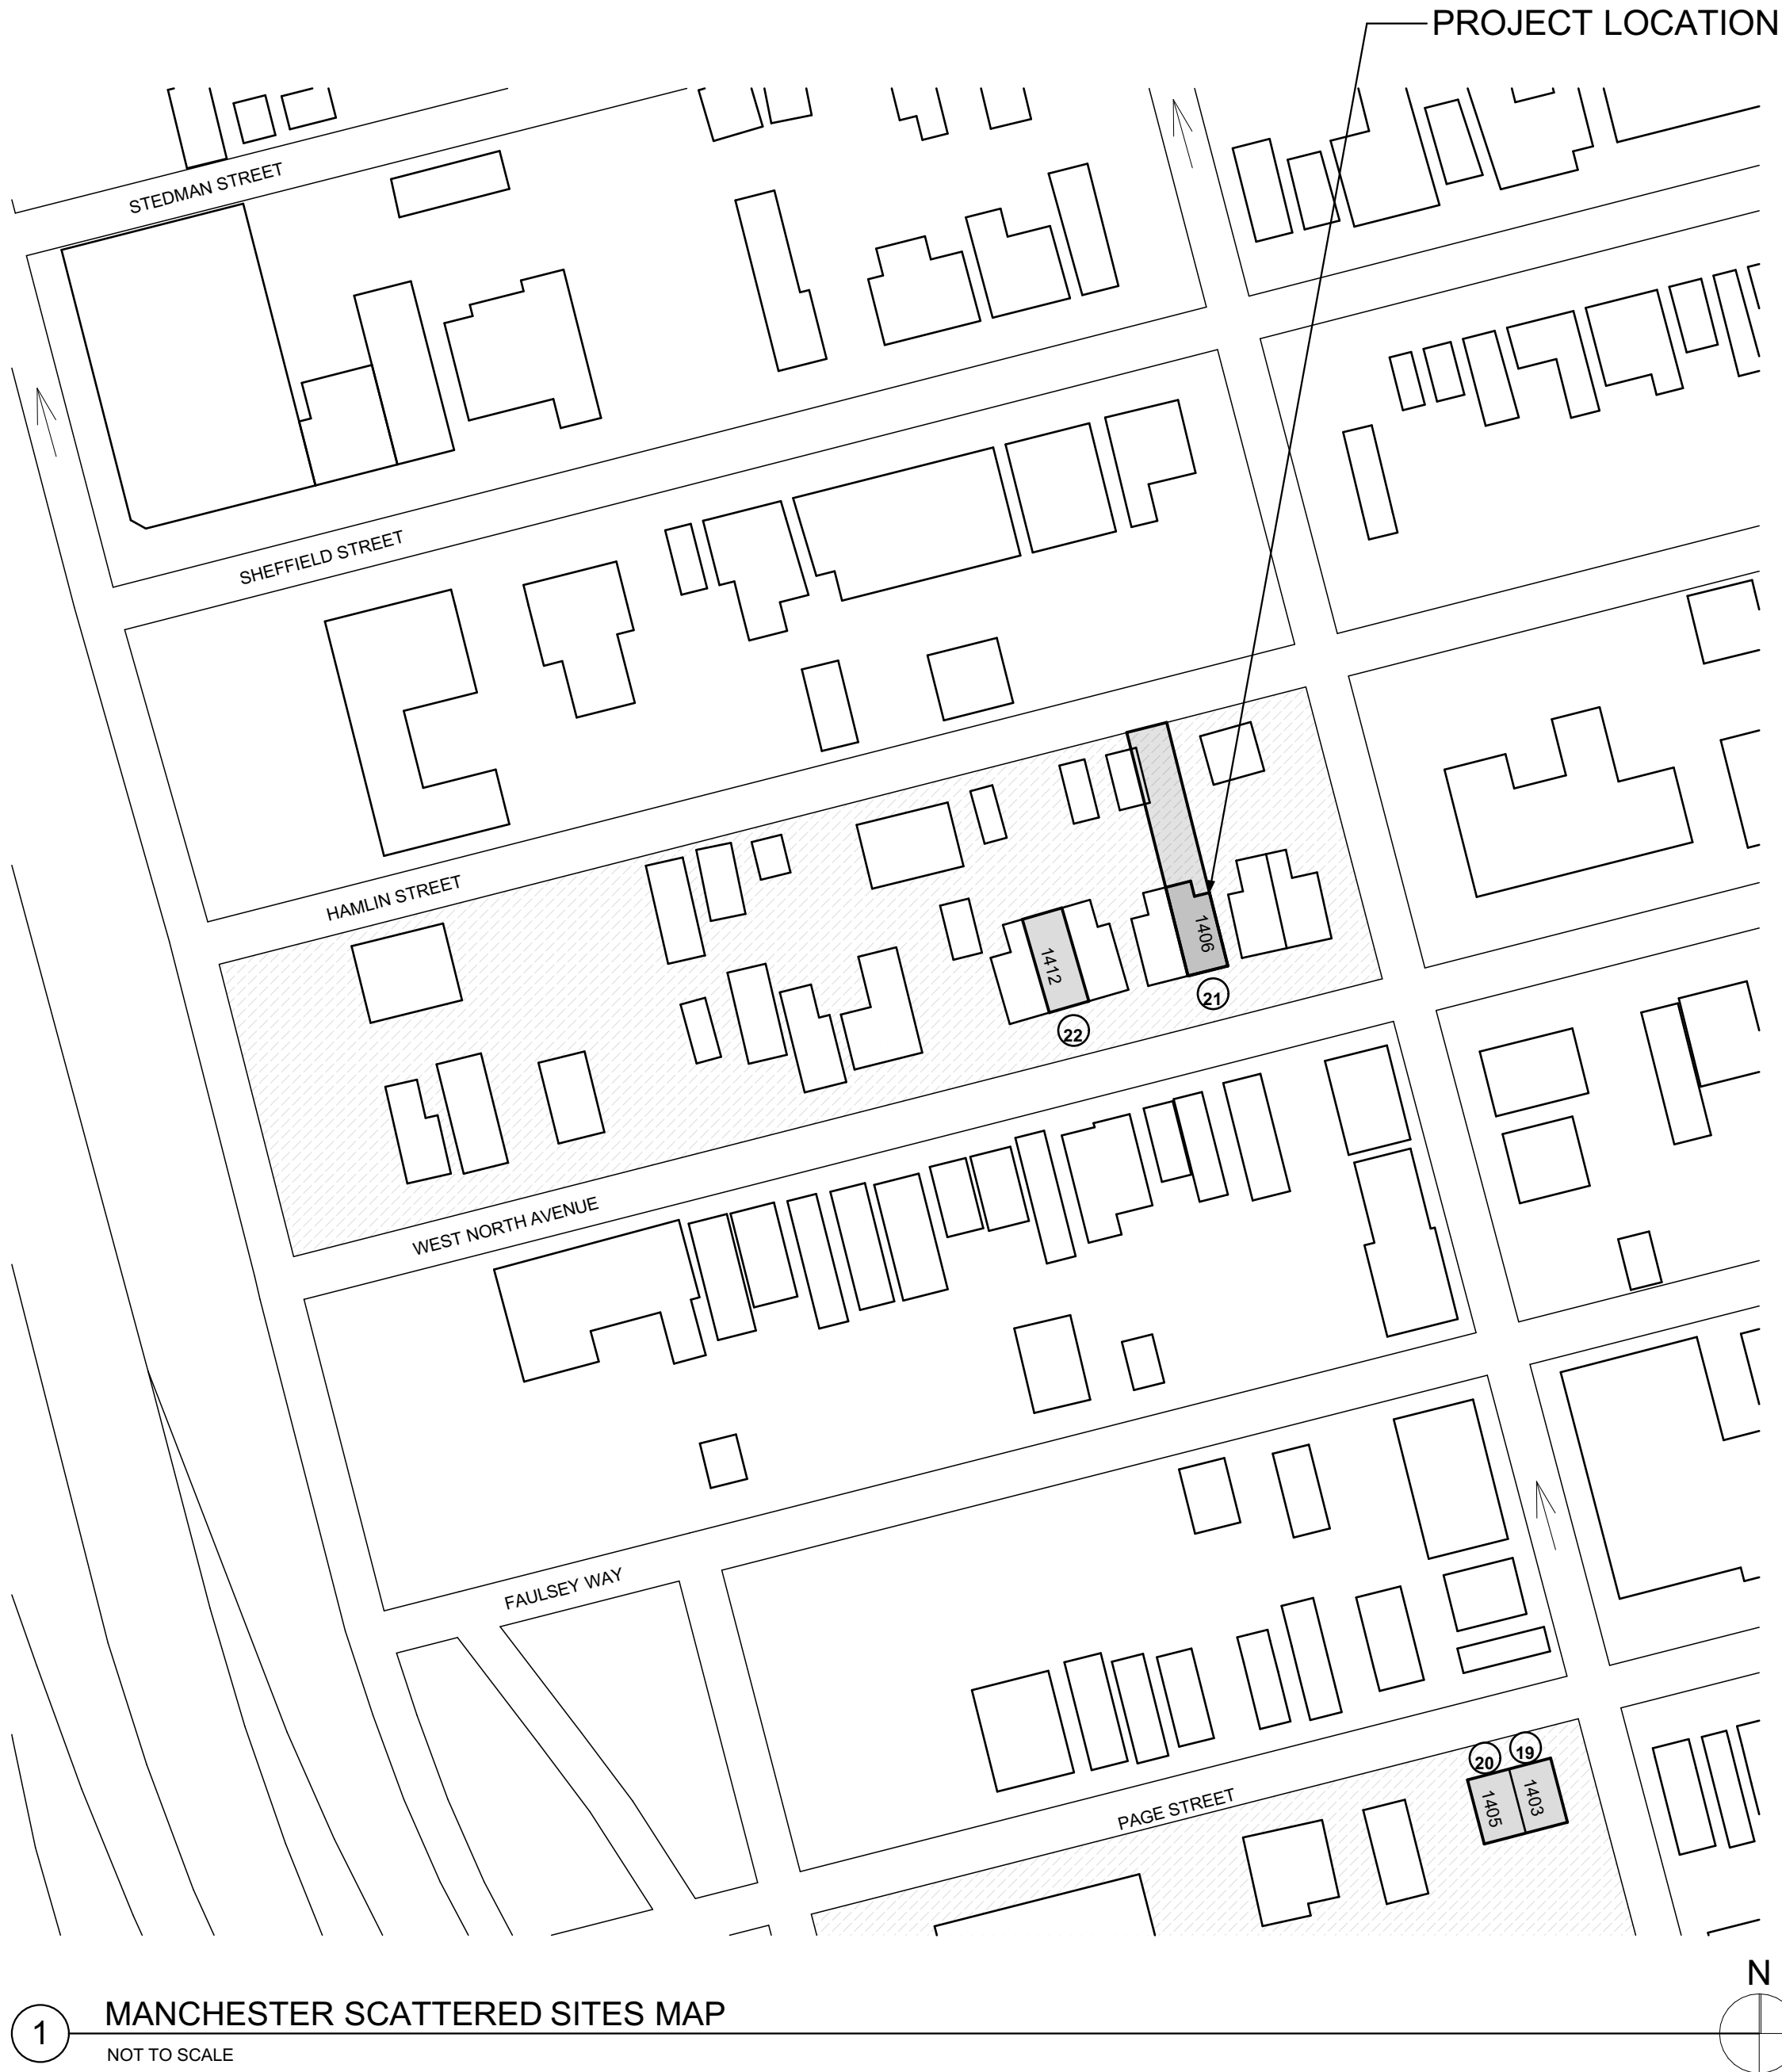 PROJECT LOCATION
STEDMAN STREET
SHEFFIELD STREET
HAMLIN STREET
1406
1412
21
22
WEST NORTH AVENUE
FAULSEY WAY
20
19
1405
1403
PAGE STREET
N
1
MANCHESTER SCATTERED SITES MAP
NOT TO SCALE